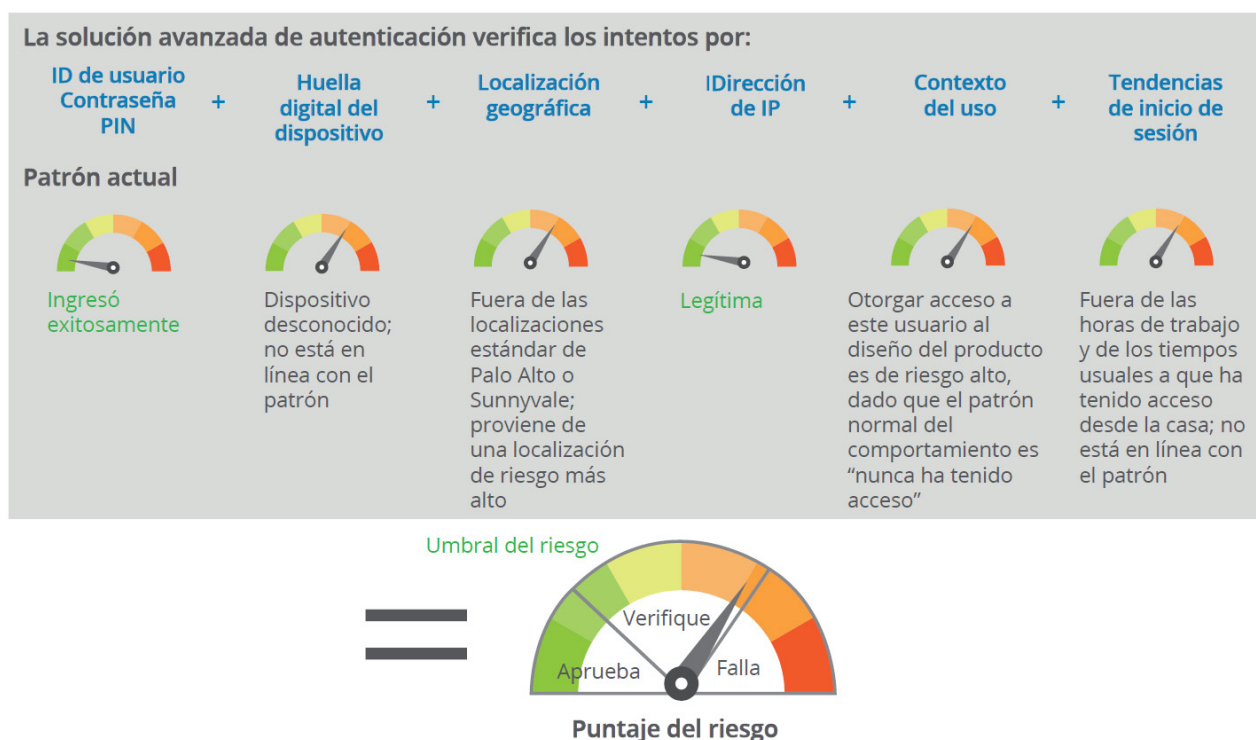 La solución avanzada de autenticación verifica los intentos por:
ID de usuario
Contraseña
PIN
+
Huella
digital del
dispositivo
+
Localización
geográfica
+
IDirección
de IP
+
Contexto
del uso
+
Tendencias
de inicio de
sesión
Patrón actual
Ingresó
exitosamente
Dispositivo
desconocido;
no está en
línea con el
patrón
Fuera de las
localizaciones
estándar de
Palo Alto o
Sunnyvale;
proviene de
una localización
de riesgo más
alto
Legítima
Otorgar acceso a
este usuario al
diseño del producto
es de riesgo alto,
dado que el patrón
normal del
comportamiento es
“nunca ha tenido
acceso”
Fuera de las
horas de trabajo
y de los tiempos
usuales a que ha
tenido acceso
desde la casa; no
está en línea con
el patrón
Umbral del riesgo
=
Verifique
Aprueba
Falla
Puntaje del riesgo